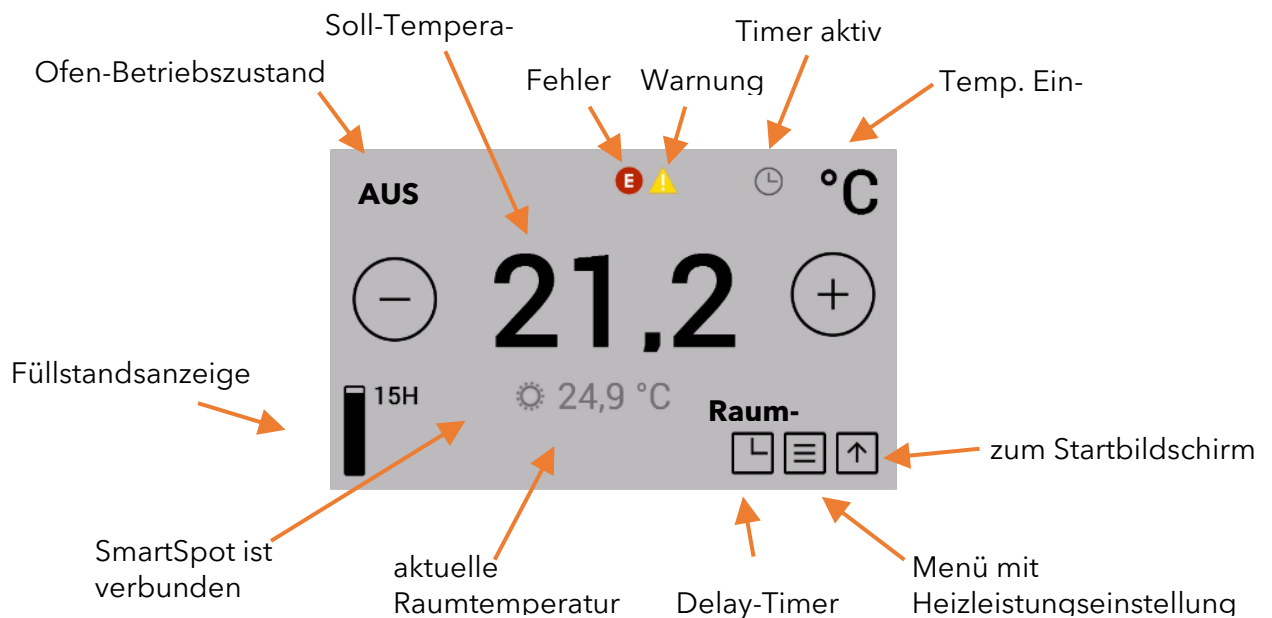 Soll-Tempera-
Timer aktiv
Ofen-Betriebszustand
Fehler
Warnung
Temp. Ein-
AUS
E
!
°C
21,2
Füllstandsanzeige
15H
24,9 °C
Raum-
zum Startbildschirm
SmartSpot ist
verbunden
aktuelle
Raumtemperatur
Delay-Timer
Menü mit
Heizleistungseinstellung